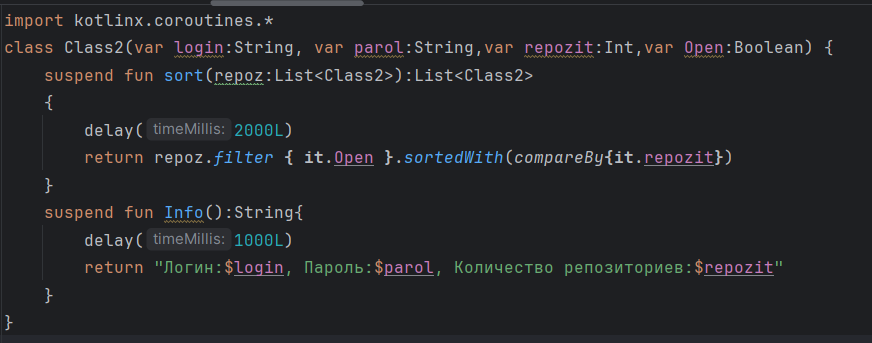 import kotlinx.coroutines.*
class Class2(var login:String, var parol:String,var repozit:Int,var Open:Boolean) {
    suspend fun sort(repoz:List<Class2>):List<Class2>
    {
        delay( timeMillis: 2000L)
        return repoz.filter { it.Open }.sortedWith(compareBy{it.repozit})
    }
    suspend fun Info():String{
        delay( timeMillis: 1000L)
        return "Логин:$login, Пароль:$parol, Количество репозиториев:$repozit"
    }
}